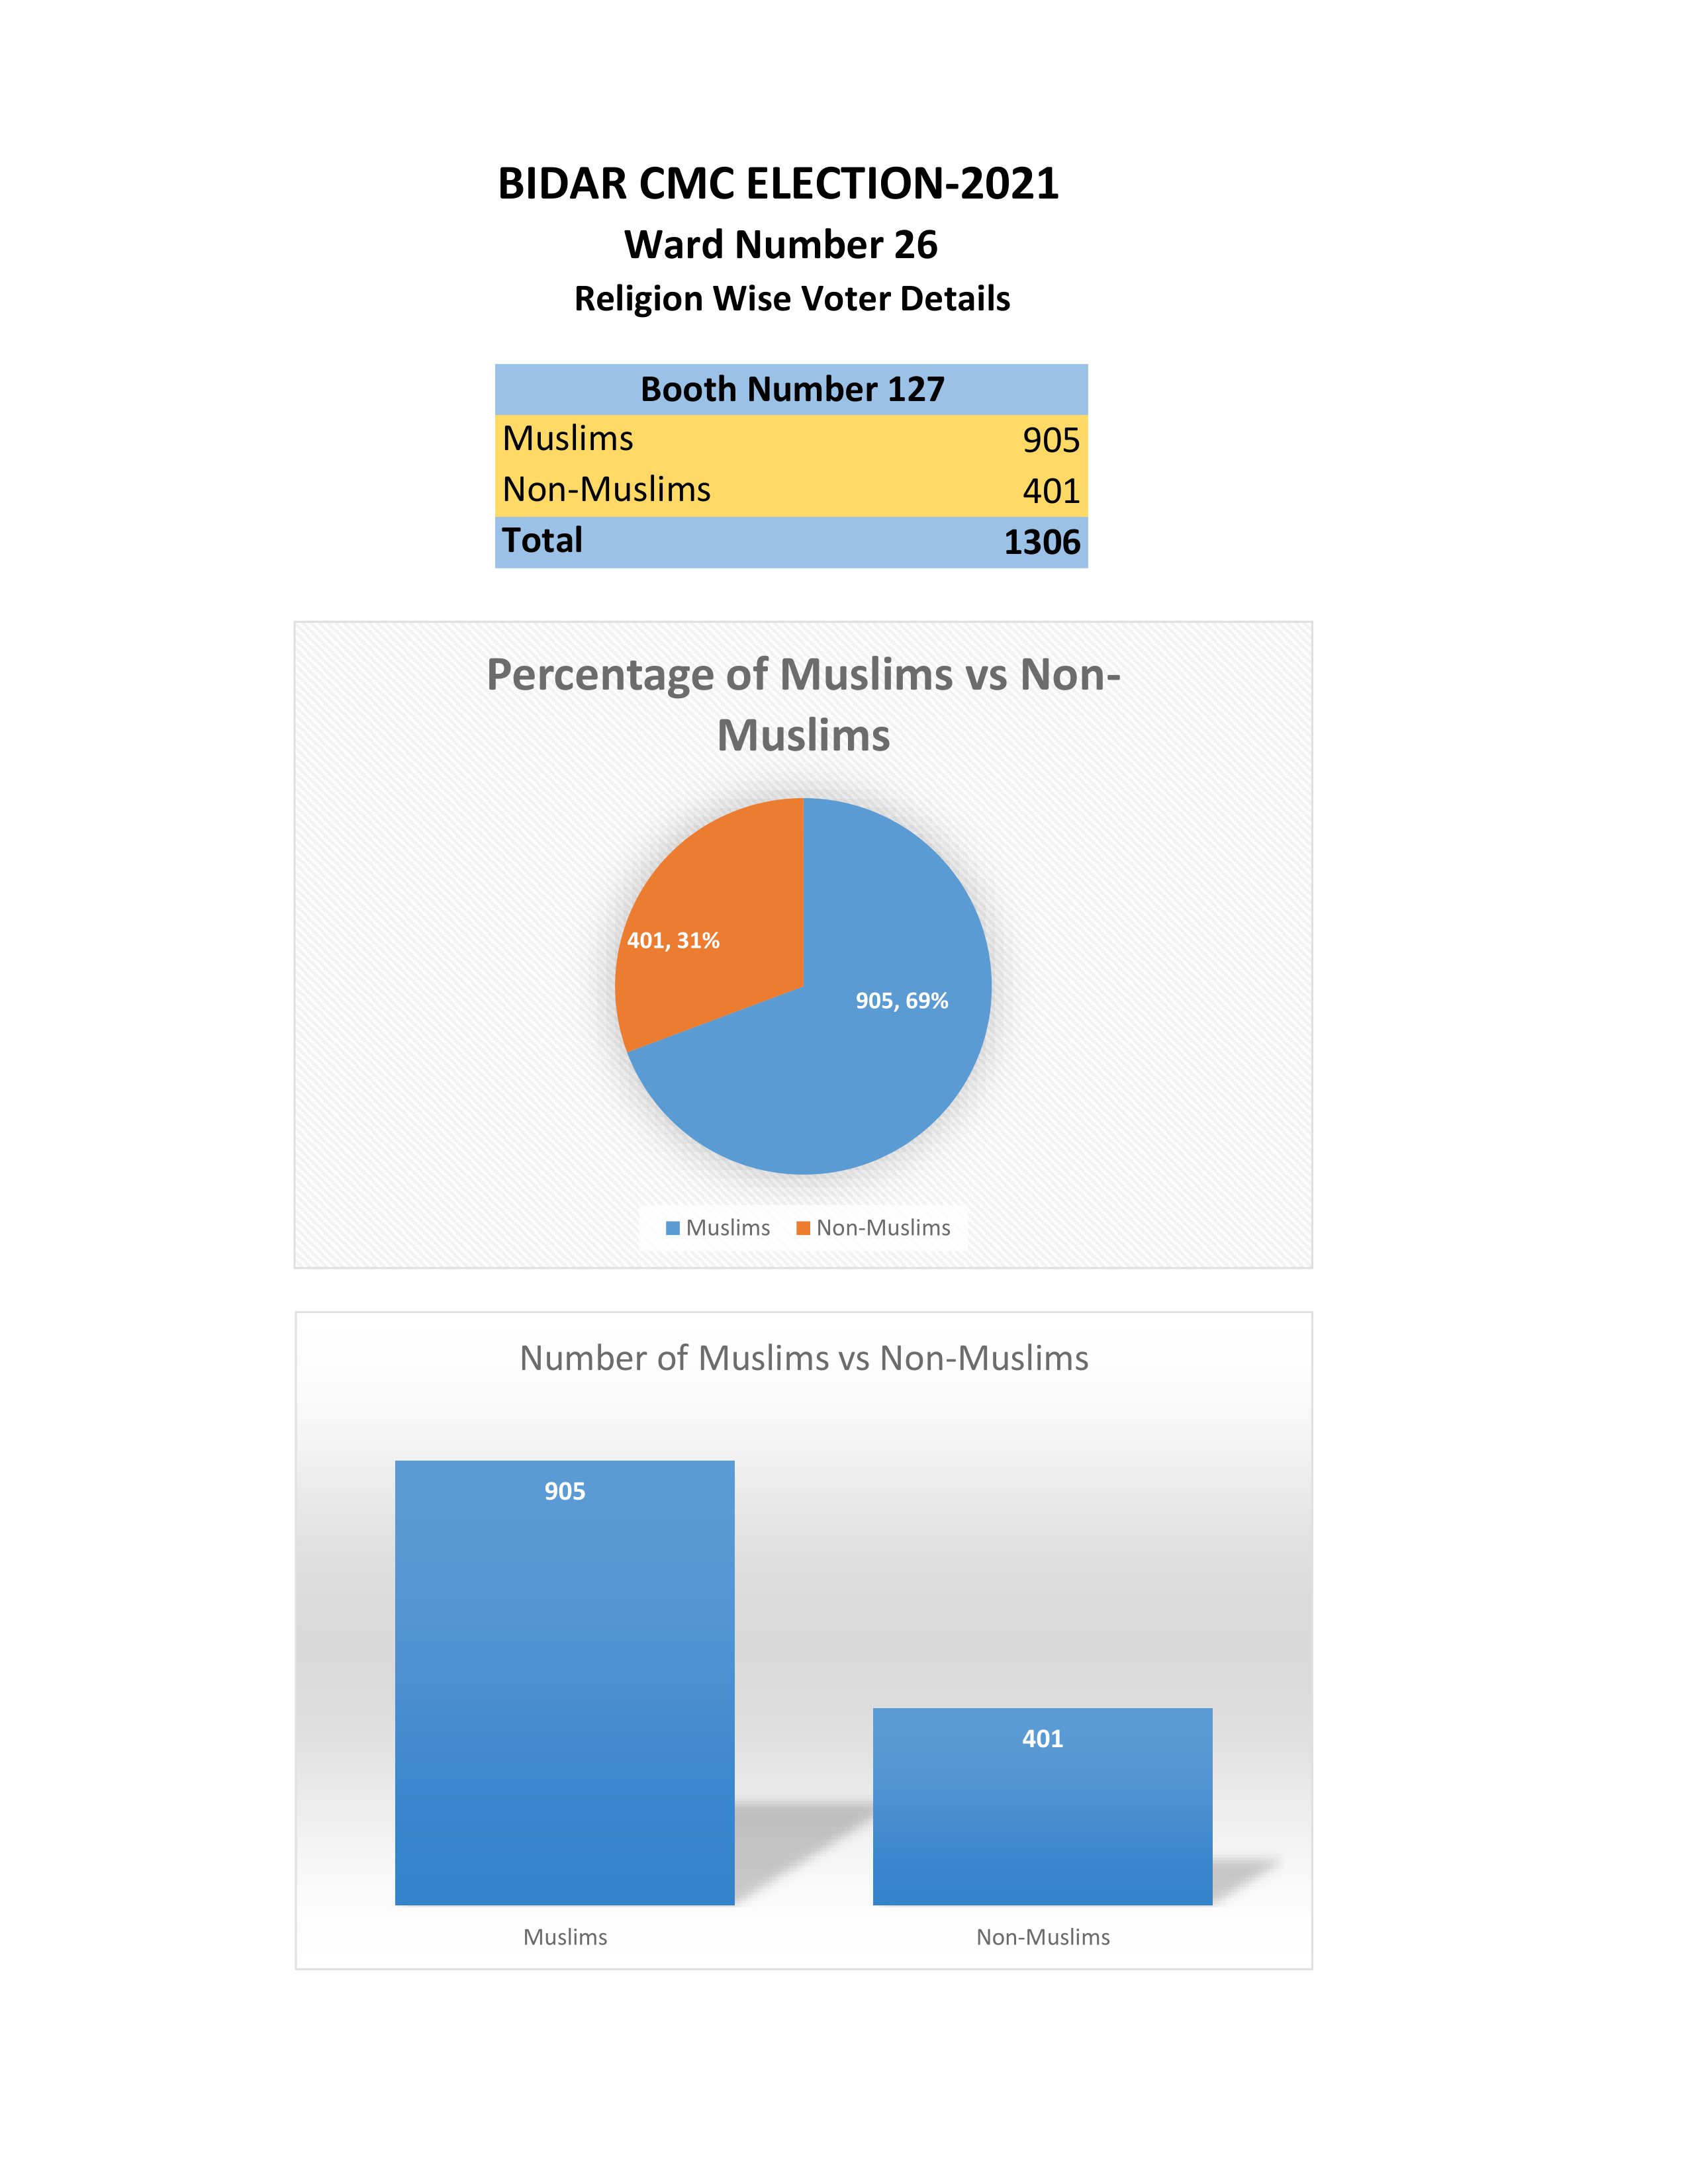 BIDAR CMC ELECTION-2021
Ward Number 26
Religion Wise Voter Details
Booth Number 127
Muslims 905
Non-Muslims 401
Total 1306
Percentage of Muslims vs Non-
Muslims
401, 31%
905, 69%
Muslims Non-Muslims
Number of Muslims vs Non-Muslims
905
401
Muslims Non-Muslims